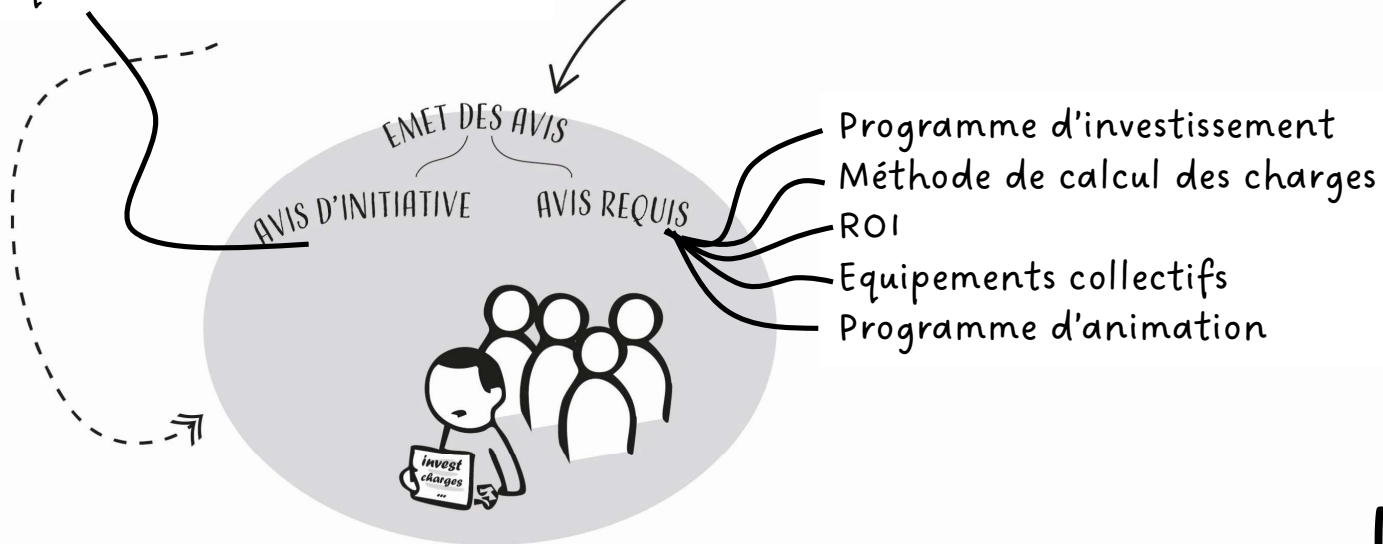 EMET DES AVIS
AVIS D'INITIATIVE
AVIS REQUIS
Programme d'investissement
Méthode de calcul des charges
ROI
Equipements collectifs
Programme d'animation
invest
charges
...